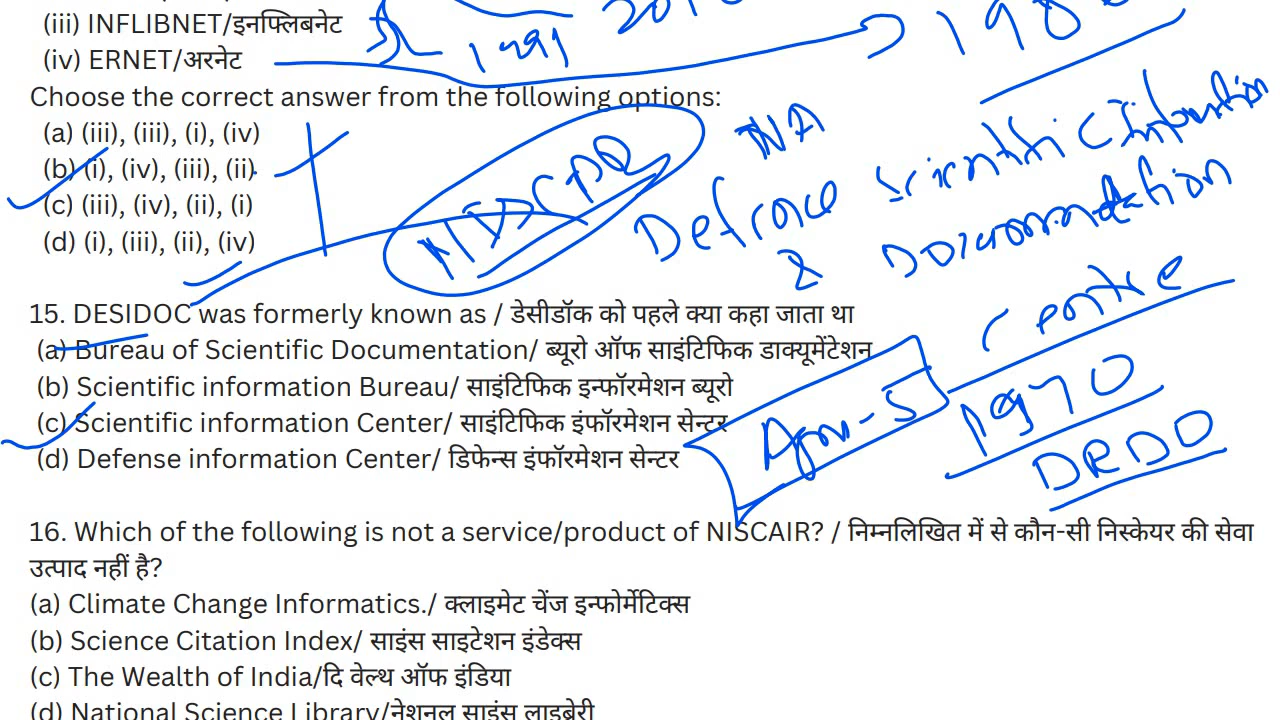 (iii) INFLIBNET/इनफ्लिबनेट
(iv) ERNET/अरनेट
Choose the correct answer from the following options:
(a) (iii), (iii), (i), (iv)
(b) (i), (iv), (iii), (ii)
(c) (iii), (iv), (ii), (i)
(d) (i), (iii), (ii), (iv)
Defence Scientific Information
& Documentation
Centre
1970
DRDO
15. DESIDOC was formerly known as / डेसीडॉक को पहले क्या कहा जाता था
(a) Bureau of Scientific Documentation/ ब्यूरो ऑफ साइंटिफिक डाक्यूमेंटेशन
(b) Scientific information Bureau/ साइंटिफिक इन्फॉरमेशन ब्यूरो
(c) Scientific information Center/ साइंटिफिक इंफॉरमेशन सेन्टर
(d) Defense information Center/ डिफेन्स इंफॉरमेशन सेन्टर
16. Which of the following is not a service/product of NISCAIR? / निम्नलिखित में से कौन-सी निस्केयर की सेवा
उत्पाद नहीं है?
(a) Climate Change Informatics./ क्लाइमेट चेंज इन्फोर्मेटिक्स
(b) Science Citation Index/ साइंस साइटेशन इंडेक्स
(c) The Wealth of India/दि वेल्थ ऑफ इंडिया
(d) National Science Library/नेशनल साइंस लाइब्रेरी